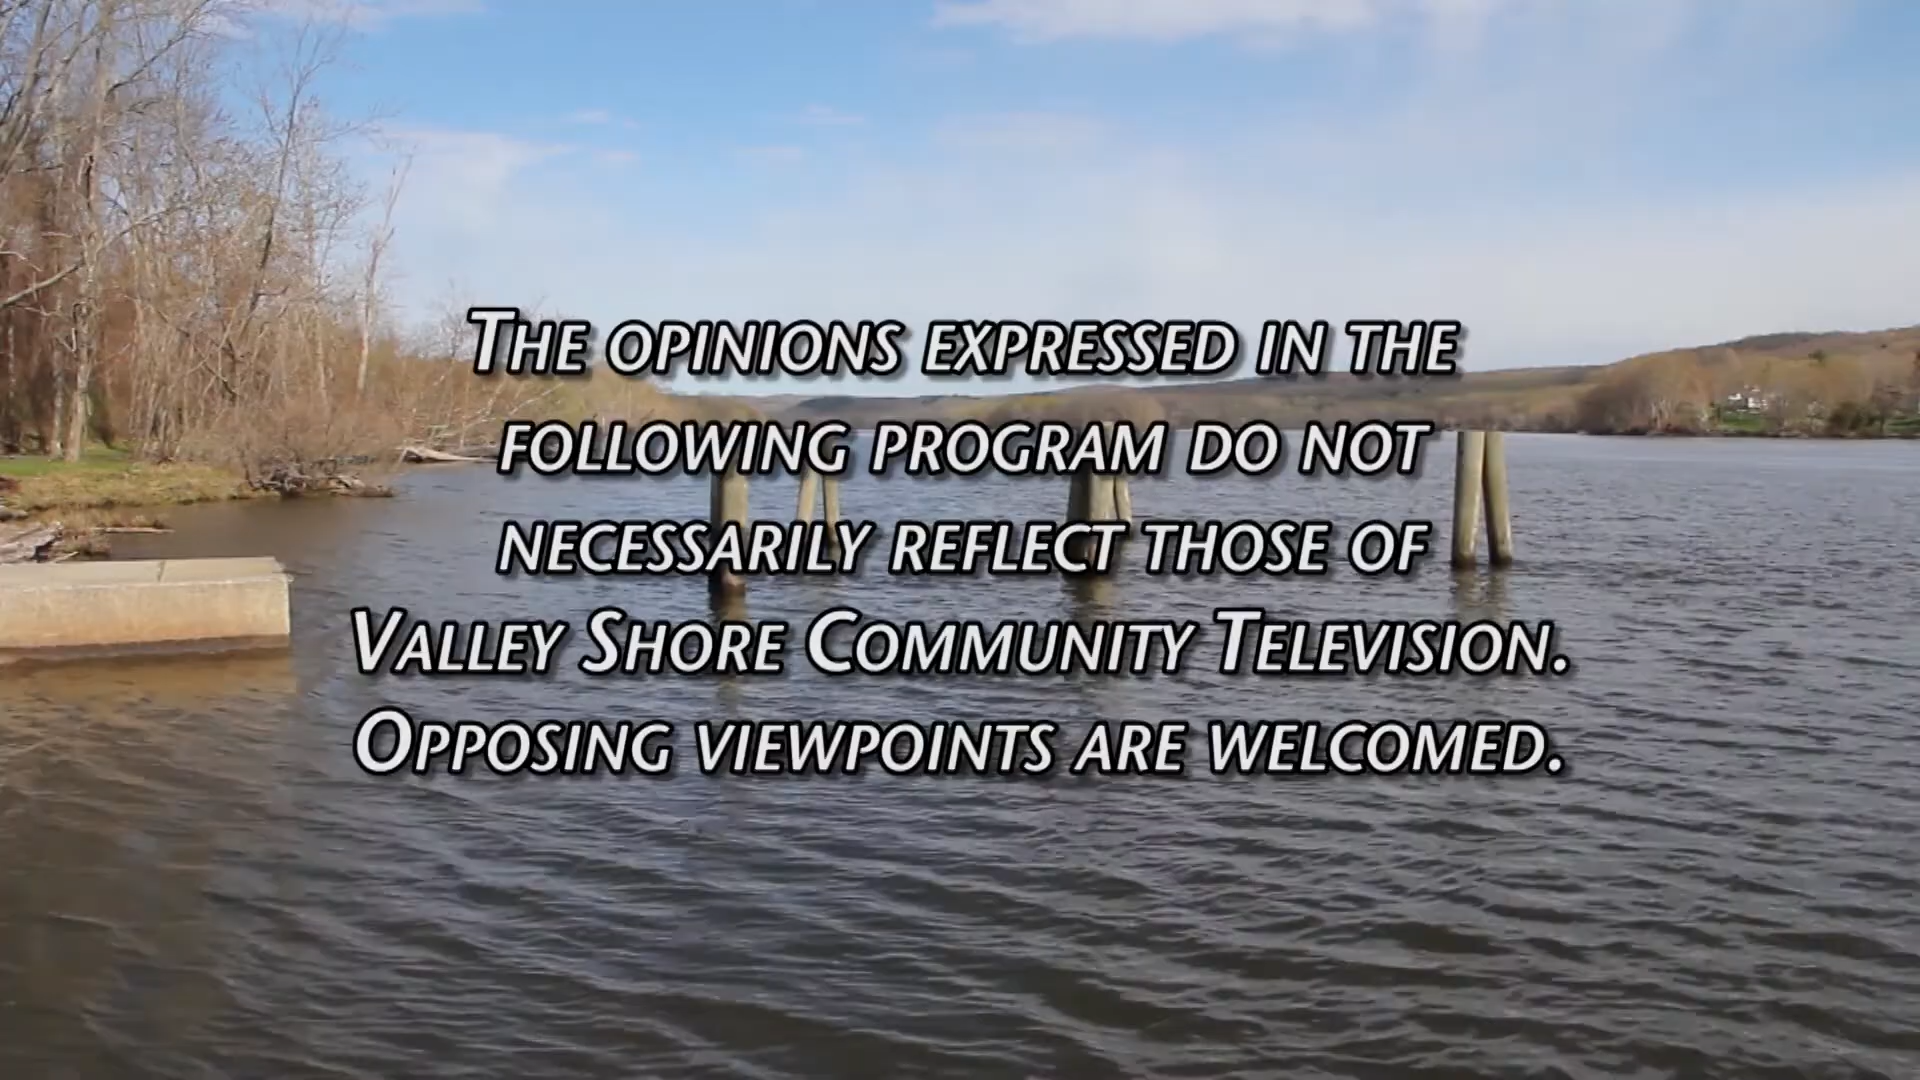 The opinions expressed in the
following program do not
necessarily reflect those of
Valley Shore Community Television.
Opposing viewpoints are welcomed.